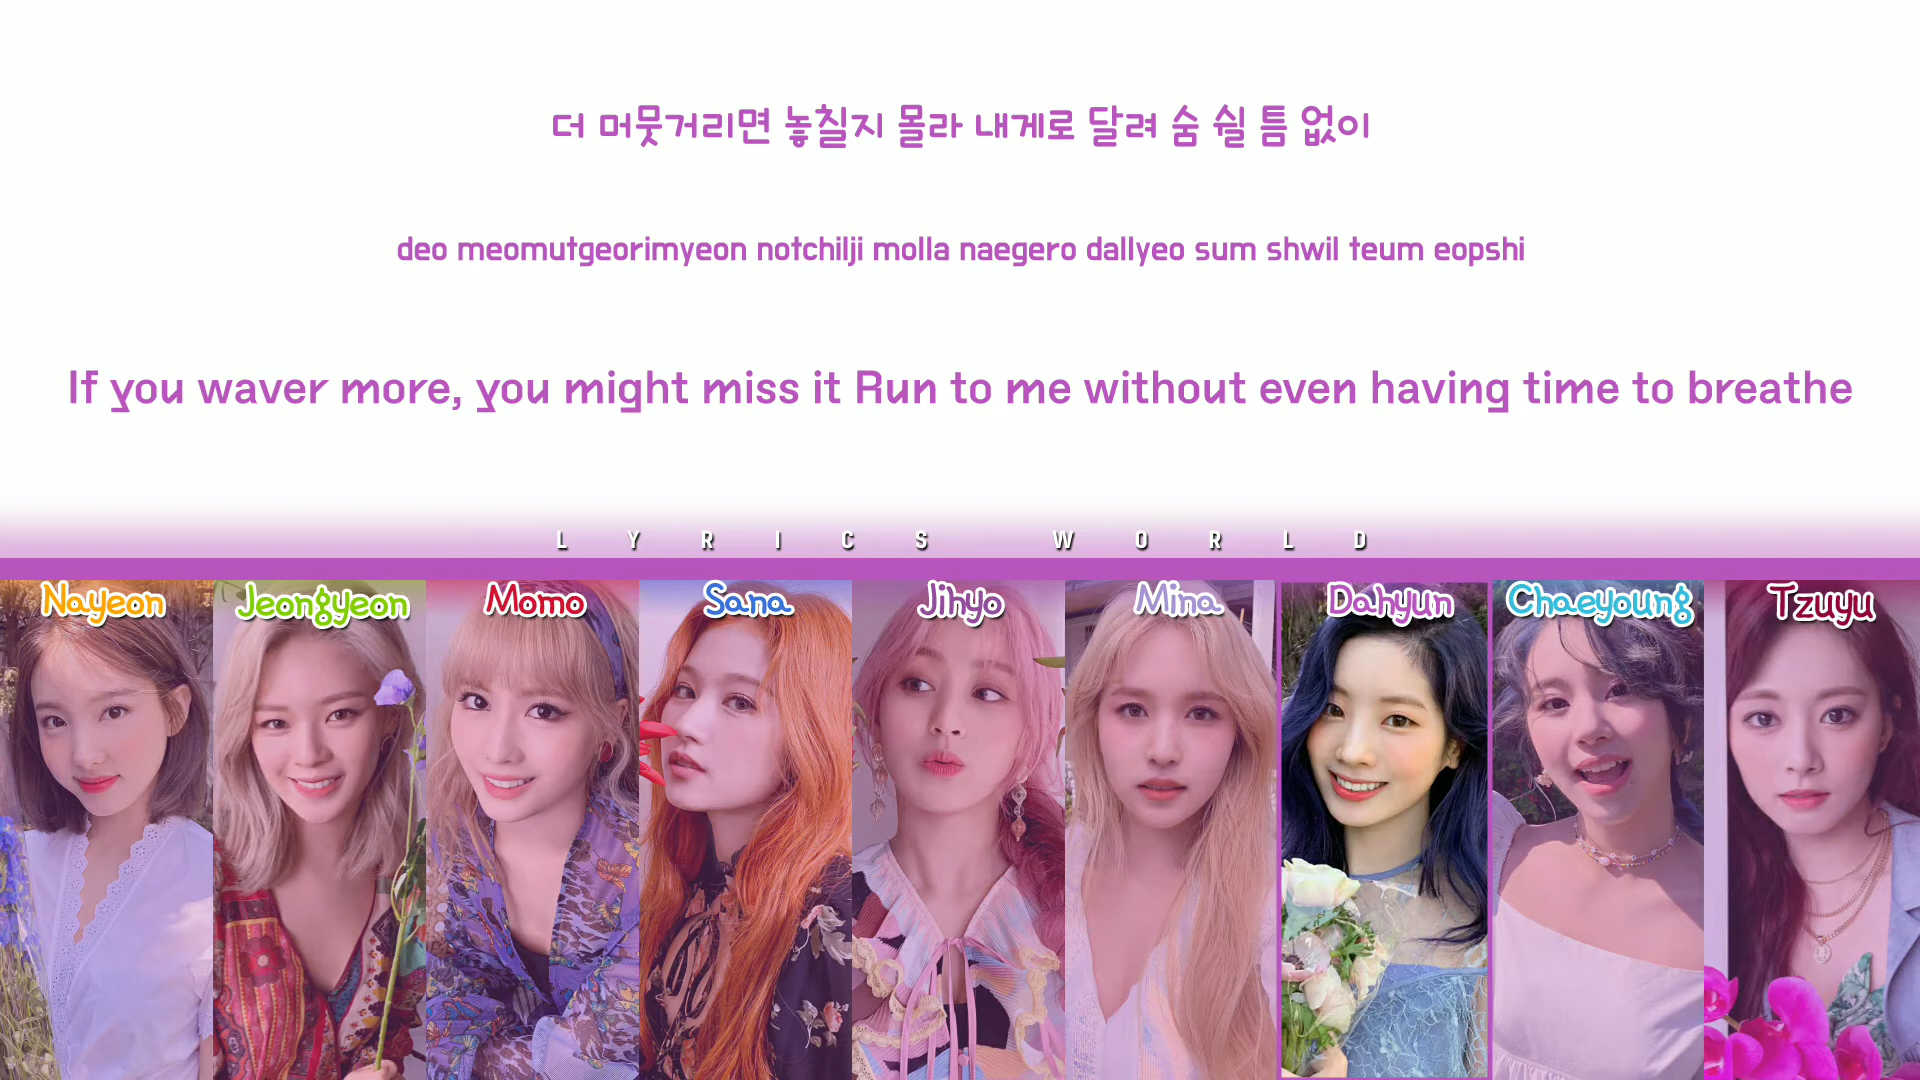 더 머뭇거리면 놓칠지 몰라 내게로 달려 숨 쉴 틈 없이
deo meomutgeorimyeon notchilji molla naegero dallyeo sum shwil teum eopshi
If you waver more, you might miss it Run to me without even having time to breathe
LYRICS WORLD
Nayeon Jeongyeon Momo Sana Jihyo Mina Dahyun Chaeyoung Tzuyu